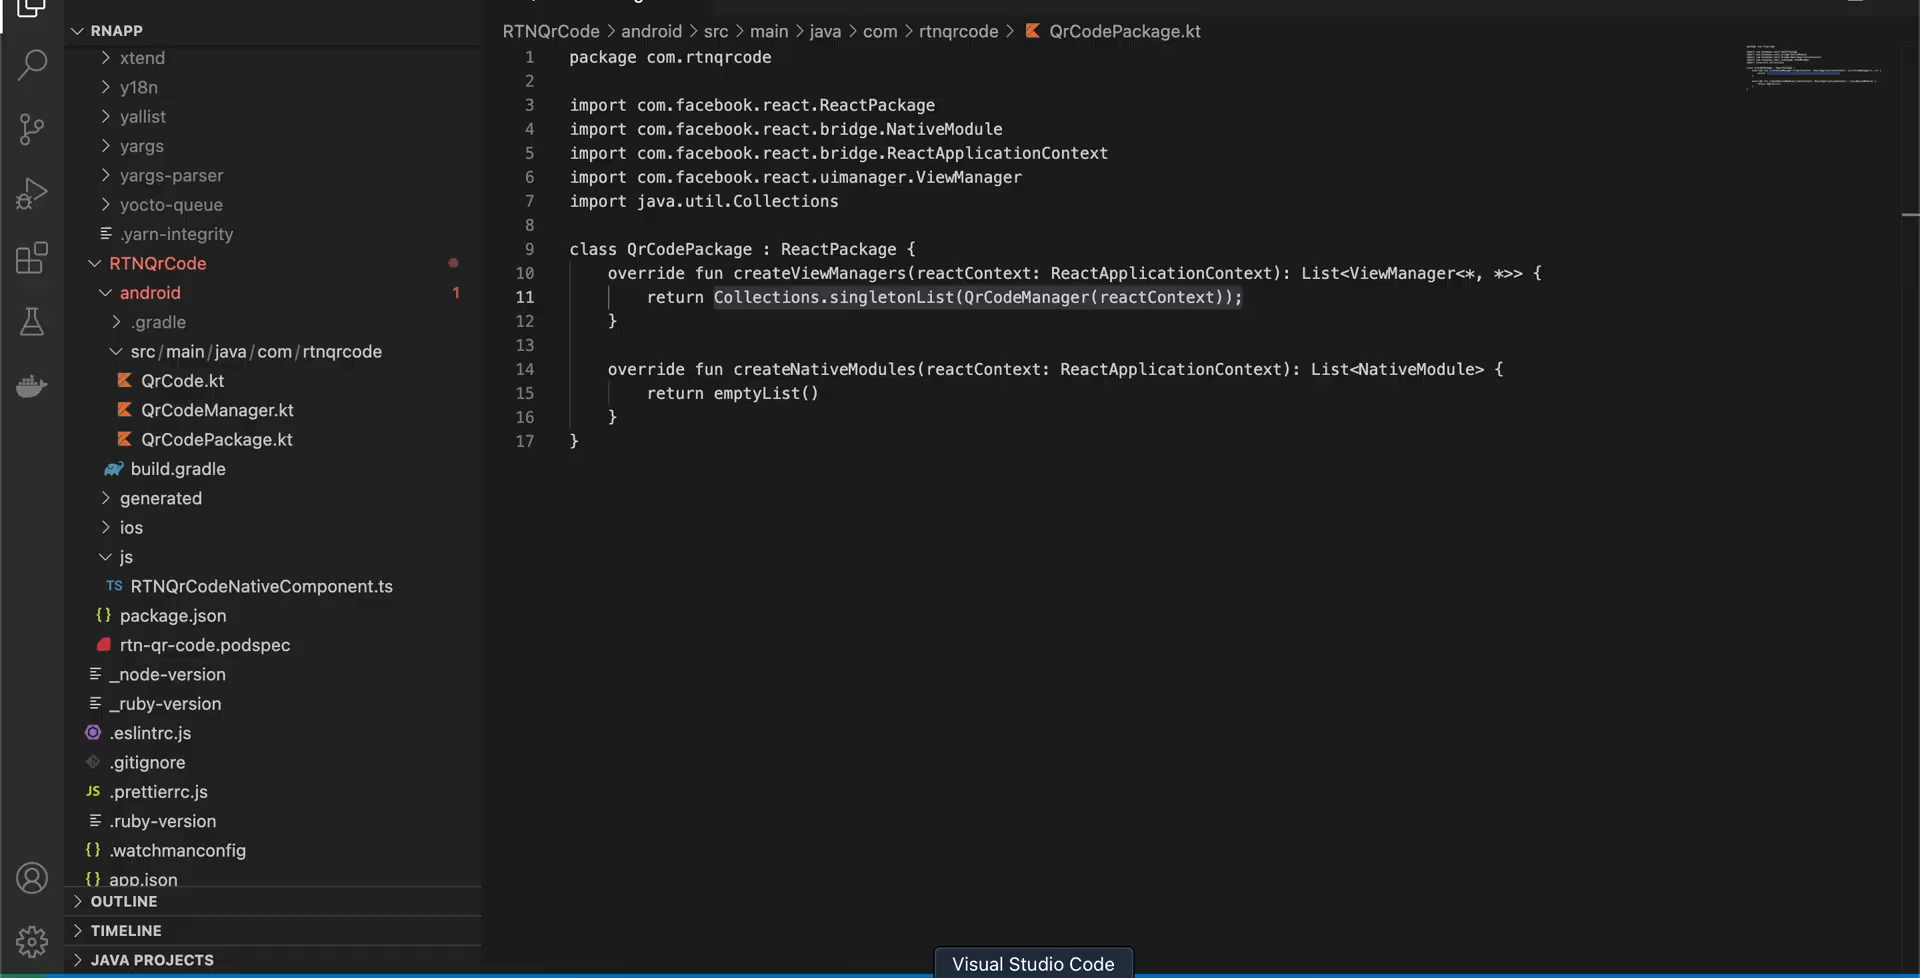 RNAPP
xtend
y18n
yallist
yargs
yargs-parser
yocto-queue
.yarn-integrity
RTNQrCode
android 1
.gradle
src/main/java/com/rtnqrcode
QrCode.kt
QrCodeManager.kt
QrCodePackage.kt
build.gradle
generated
ios
js
TS RTNQrCodeNativeComponent.ts
{} package.json
rtn-qr-code.podspec
_node-version
_ruby-version
.eslintrc.js
.gitignore
JS .prettierrc.js
.ruby-version
{} .watchmanconfig
{} app.json
OUTLINE
TIMELINE
JAVA PROJECTS
RTNQrCode > android > src > main > java > com > rtnqrcode > QrCodePackage.kt
1 package com.rtnqrcode
2
3 import com.facebook.react.ReactPackage
4 import com.facebook.react.bridge.NativeModule
5 import com.facebook.react.bridge.ReactApplicationContext
6 import com.facebook.react.uimanager.ViewManager
7 import java.util.Collections
8
9 class QrCodePackage : ReactPackage {
10 override fun createViewManagers(reactContext: ReactApplicationContext): List<ViewManager<*, *>> {
11 return Collections.singletonList(QrCodeManager(reactContext));
12 }
13
14 override fun createNativeModules(reactContext: ReactApplicationContext): List<NativeModule> {
15 return emptyList()
16 }
17 }
Visual Studio Code